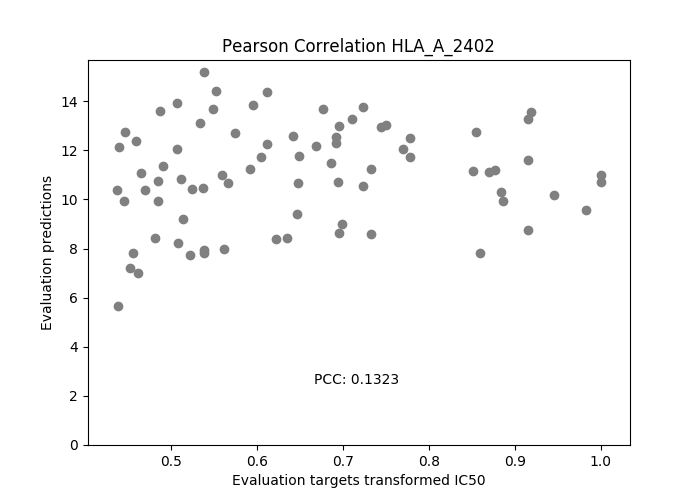 Pearson Correlation HLA_A_2402
Evaluation predictions
14
12
10
8
6
4
2
0
PCC: 0.1323
0.5 0.6 0.7 0.8 0.9 1.0
Evaluation targets transformed IC50